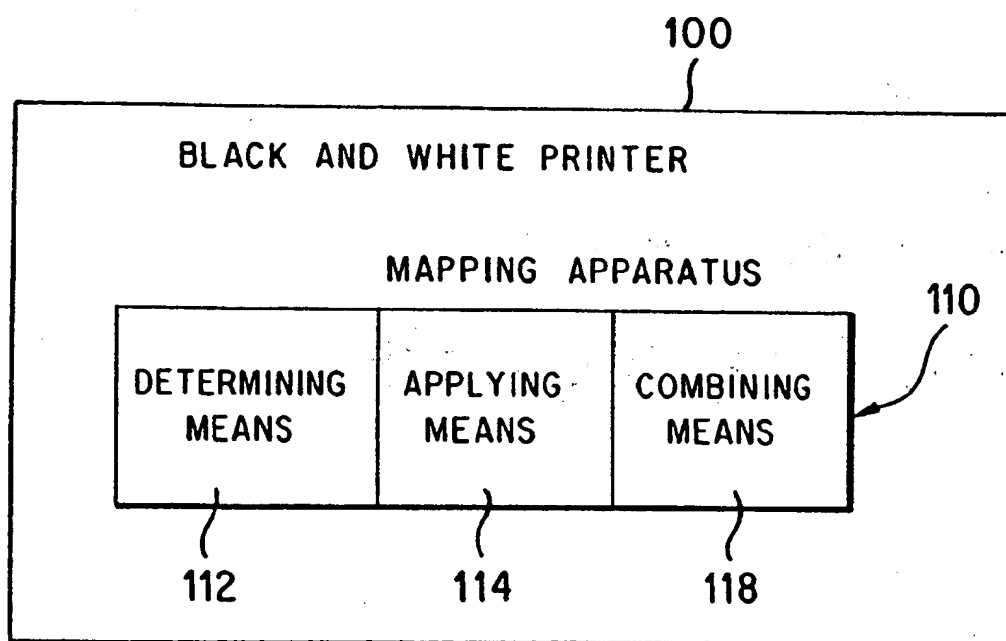 100
BLACK AND WHITE PRINTER
MAPPING APPARATUS
110
DETERMINING MEANS
APPLYING MEANS
COMBINING MEANS
112
114
118